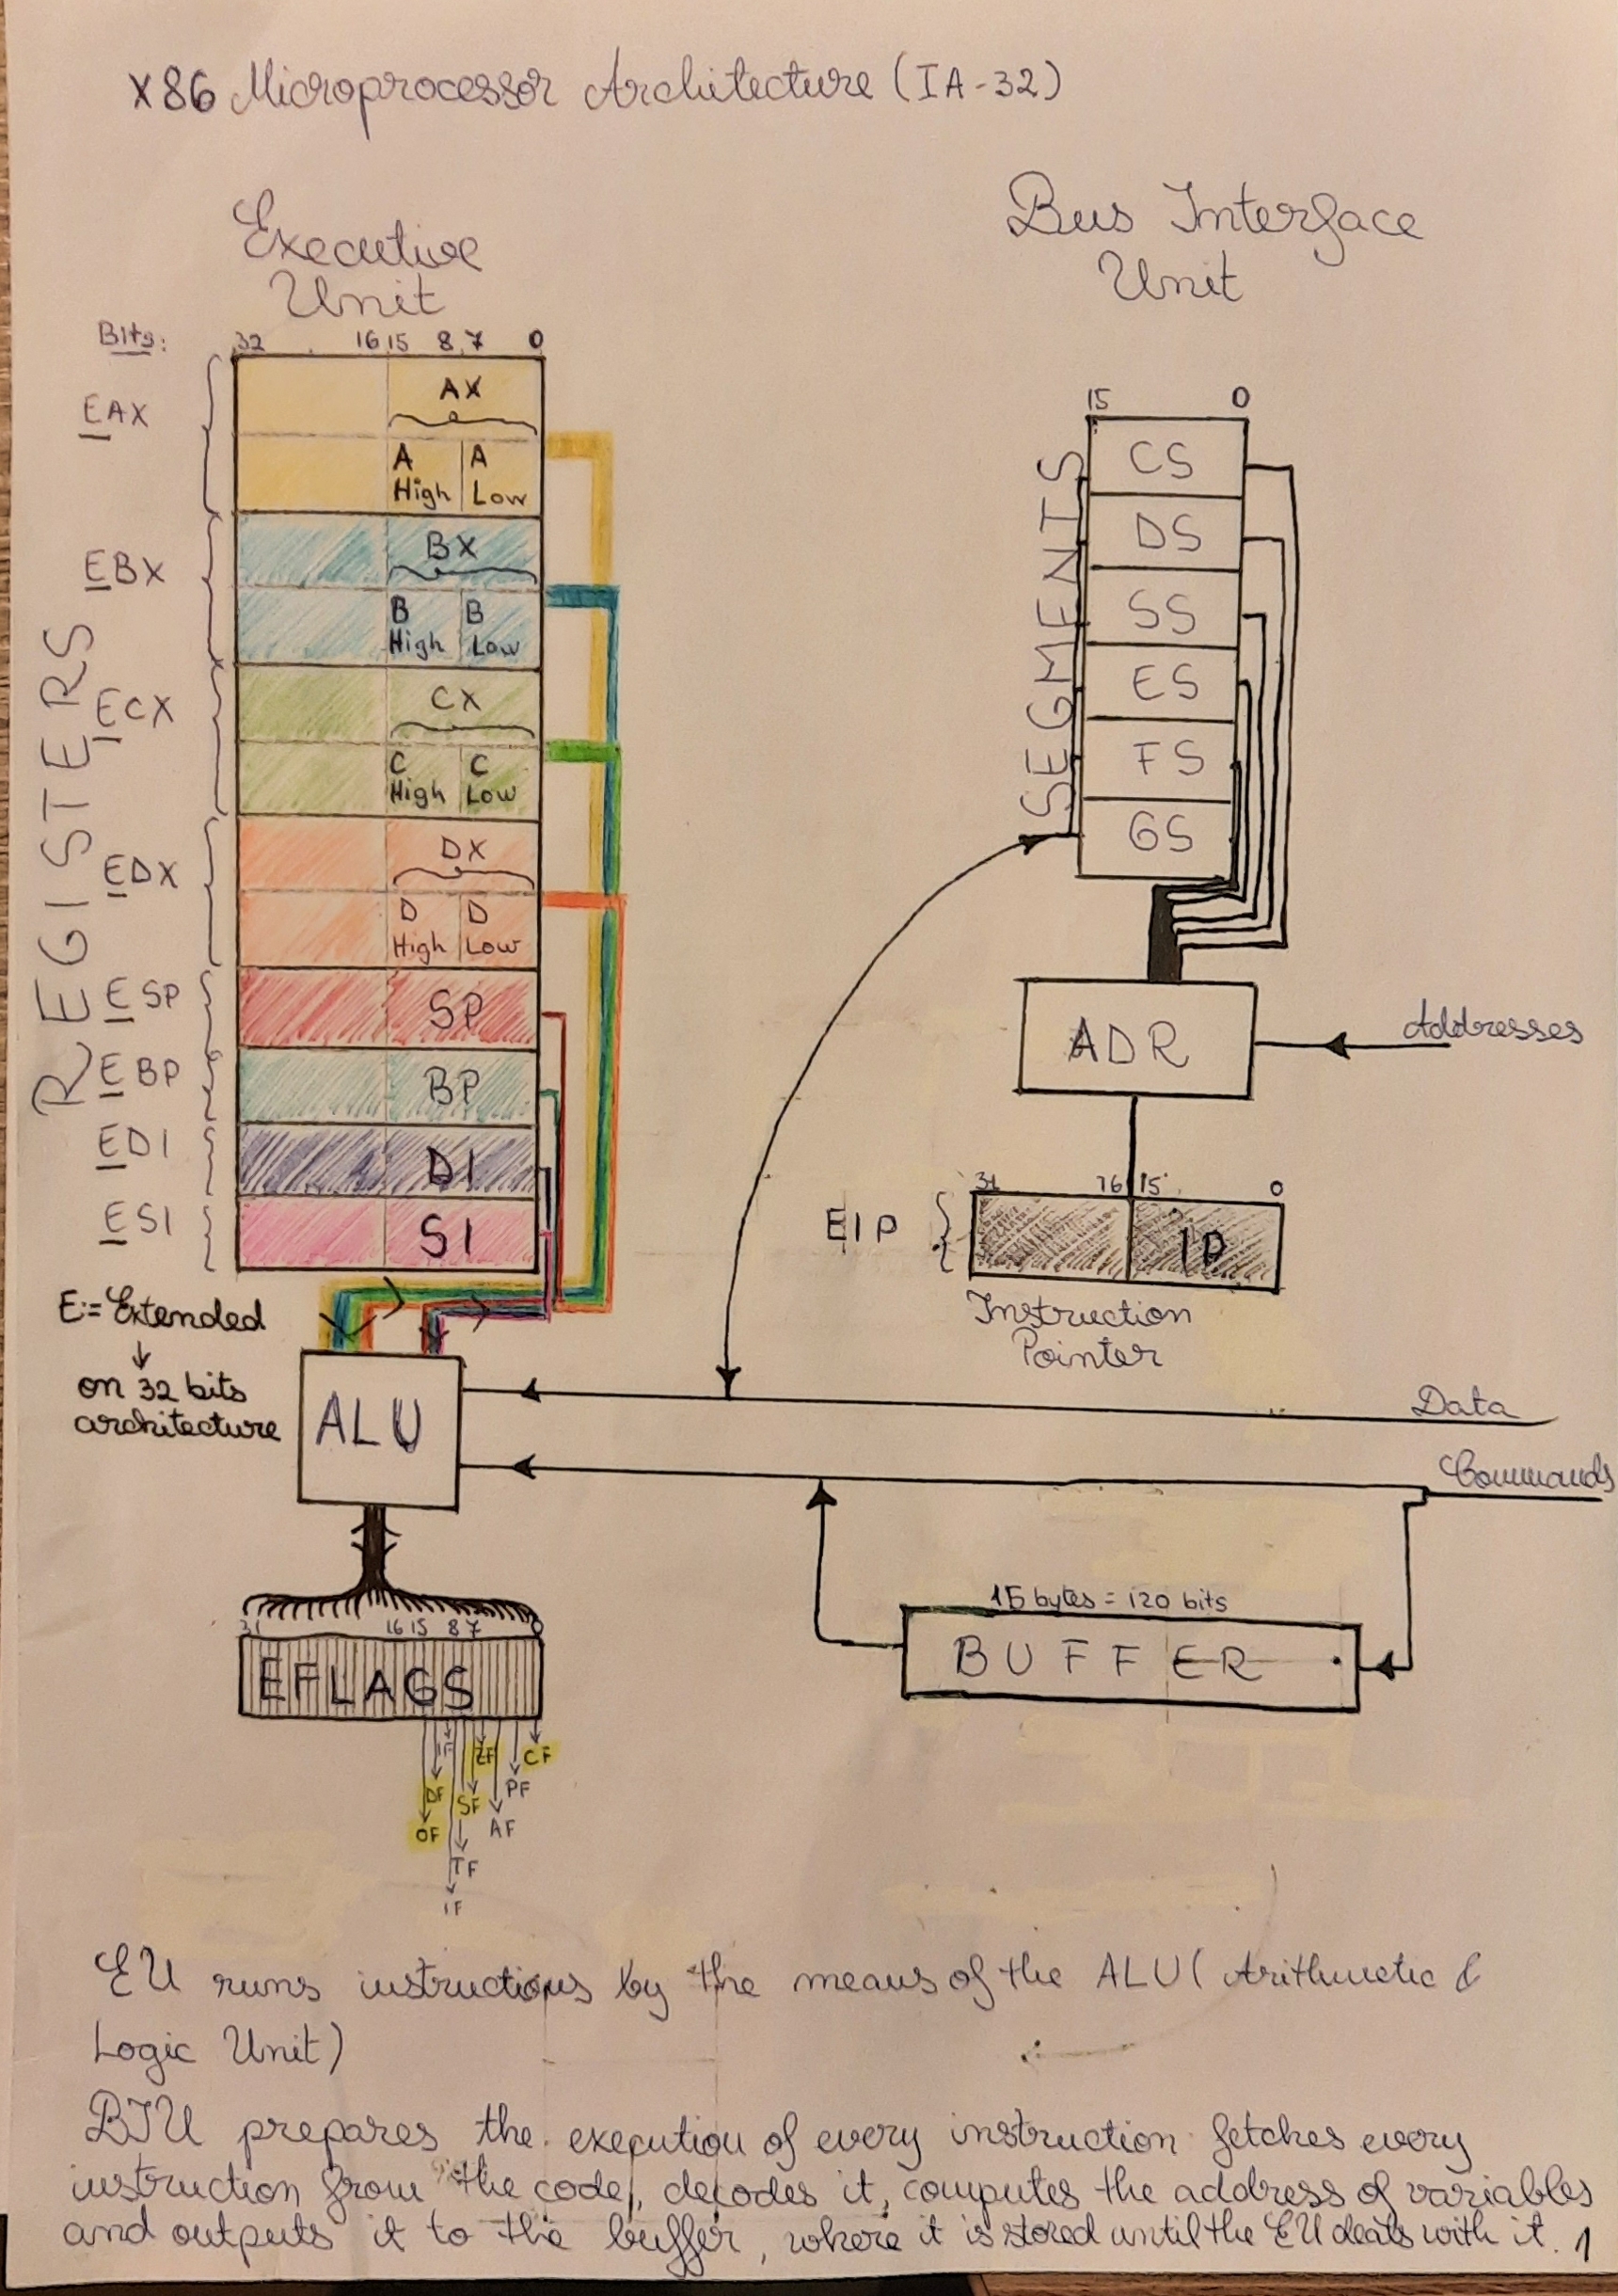 x86 Microprocessor Architecture (IA-32)
Executive
Unit
Bits:
32 16 15 8 7 0
REGISTERS
EAX
AX
A High
A Low
EBX
BX
B High
B Low
ECX
CX
C High
C Low
EDX
DX
D High
D Low
ESP
SP
EBP
BP
EDI
DI
ESI
SI
E:= Extended
↓
on 32 bits
architecture
ALU
31 16 15 8 7 0
EFLAGS
IF
ZF
CF
DF
SF
PF
OF
AF
TF
IF
Bus Interface
Unit
15 0
SEGMENTS
CS
DS
SS
ES
FS
GS
ADR
Addresses
31 16 15 0
EIP
IP
Instruction
Pointer
Data
Commands
15 bytes = 120 bits
BUFFER
EU runs instructions by the means of the ALU (Arithmetic &
Logic Unit)
BIU prepares the execution of every instruction fetches every
instruction from the code, decodes it, computes the address of variables
and outputs it to the buffer, where it is stored until the EU deals with it. 1